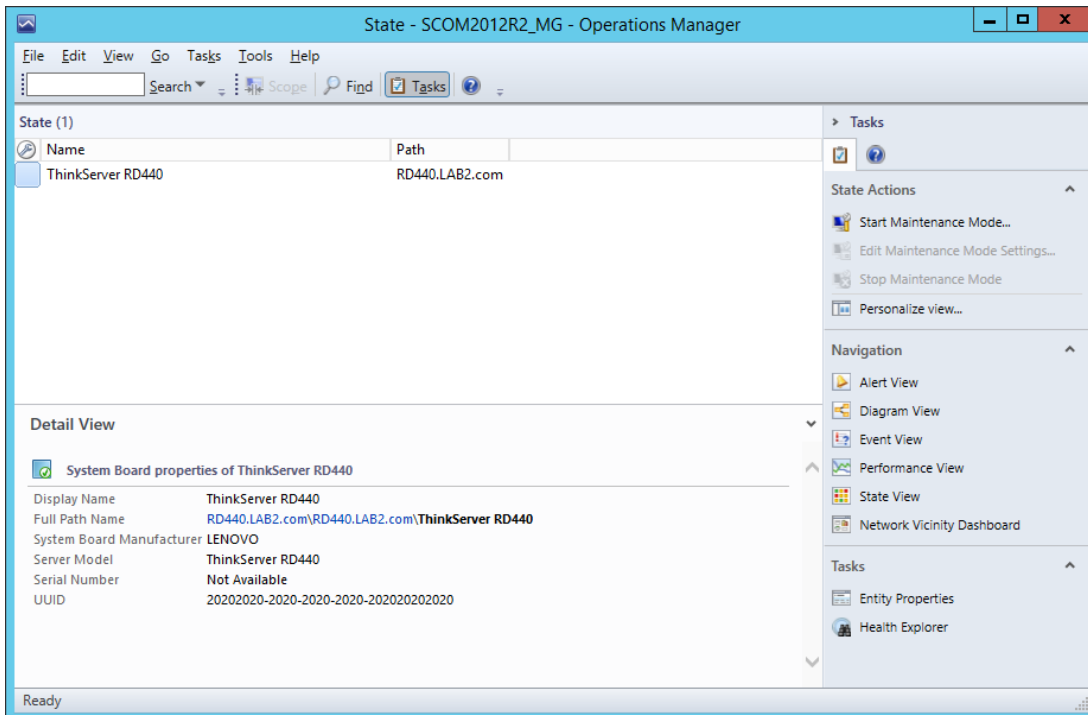 State - SCOM2012R2_MG - Operations Manager
File Edit View Go Tasks Tools Help
Search Scope Find Tasks
State (1)
Name Path
ThinkServer RD440 RD440.LAB2.com
Detail View
System Board properties of ThinkServer RD440
Display Name ThinkServer RD440
Full Path Name RD440.LAB2.com\RD440.LAB2.com\ThinkServer RD440
System Board Manufacturer LENOVO
Server Model ThinkServer RD440
Serial Number Not Available
UUID 20202020-2020-2020-2020-202020202020
Tasks
State Actions
Start Maintenance Mode...
Edit Maintenance Mode Settings...
Stop Maintenance Mode
Personalize view...
Navigation
Alert View
Diagram View
Event View
Performance View
State View
Network Vicinity Dashboard
Tasks
Entity Properties
Health Explorer
Ready